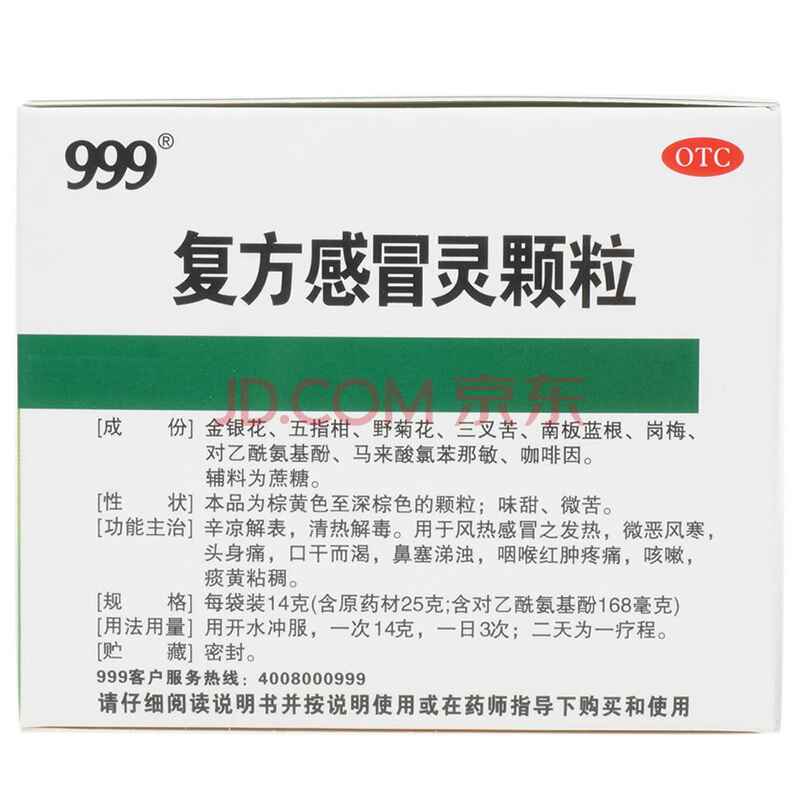 999®
OTC
复方感冒灵颗粒
JD.COM 京东
[成 份] 金银花、五指柑、野菊花、三叉苦、南板蓝根、岗梅、
对乙酰氨基酚、马来酸氯苯那敏、咖啡因。
辅料为蔗糖。
[性 状] 本品为棕黄色至深棕色的颗粒；味甜、微苦。
[功能主治] 辛凉解表，清热解毒。用于风热感冒之发热，微恶风寒，
头身痛，口干而渴，鼻塞涕浊，咽喉红肿疼痛，咳嗽，
痰黄粘稠。
[规 格] 每袋装14克(含原药材25克;含对乙酰氨基酚168毫克)
[用法用量] 用开水冲服，一次14克，一日3次；二天为一疗程。
[贮 藏] 密封。
999客户服务热线：4008000999
请仔细阅读说明书并按说明使用或在药师指导下购买和使用